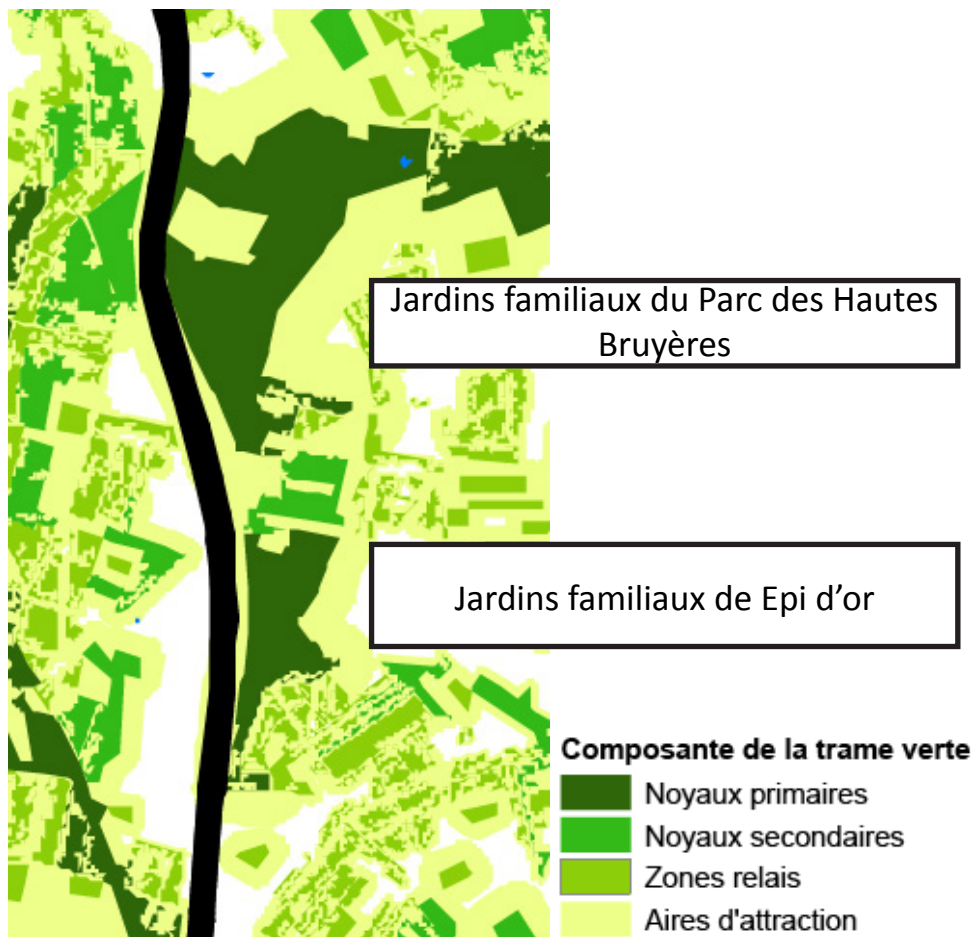 Jardins familiaux du Parc des Hautes
Bruyères
Jardins familiaux de Epi d’or
Composante de la trame verte
Noyaux primaires
Noyaux secondaires
Zones relais
Aires d'attraction